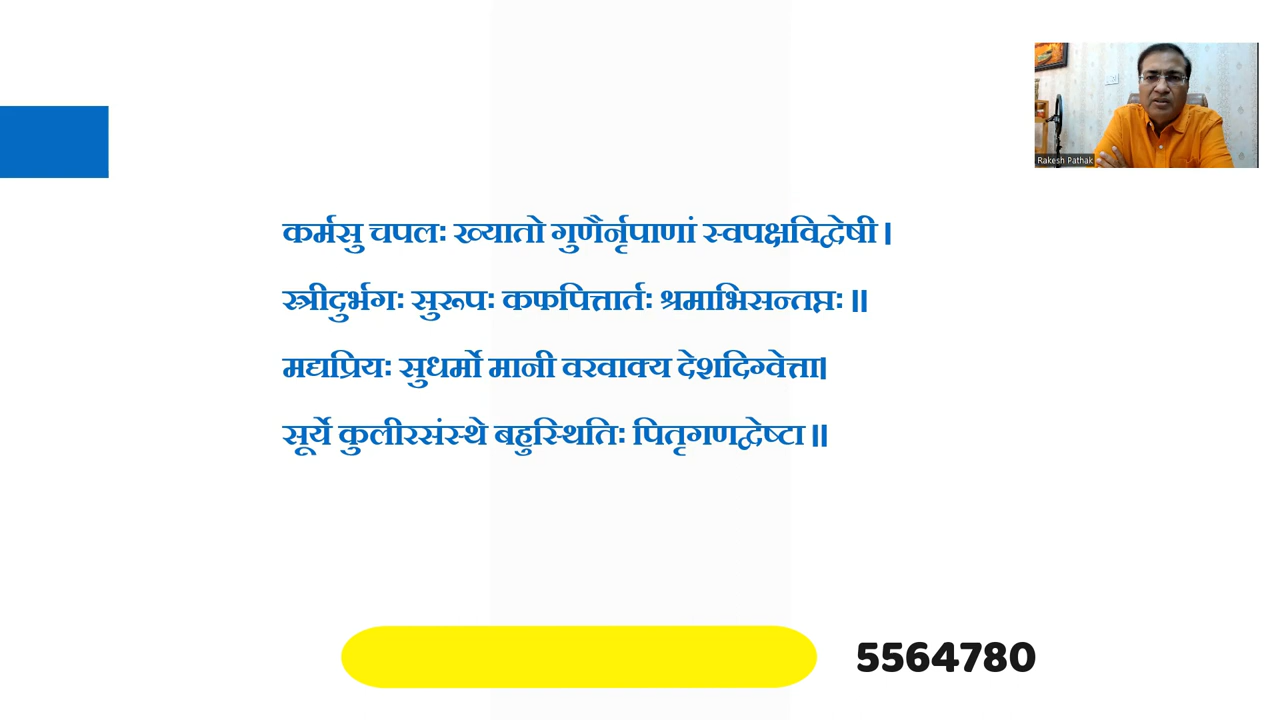 Rakesh Pathak
कर्मसु चपलः ख्यातो गुणैर्नृपाणां स्वपक्षविद्वेषी ।
स्त्रीदुर्भगः सुरूपः कफपित्तार्तः श्रमाभिसन्तप्तः ॥
मद्यप्रियः सुधर्मो मानी वरवाक्य देशदिग्वेत्ता।
सूर्ये कुलीरसंस्थे बहुस्थितिः पितृगणद्वेष्टा ॥
5564780